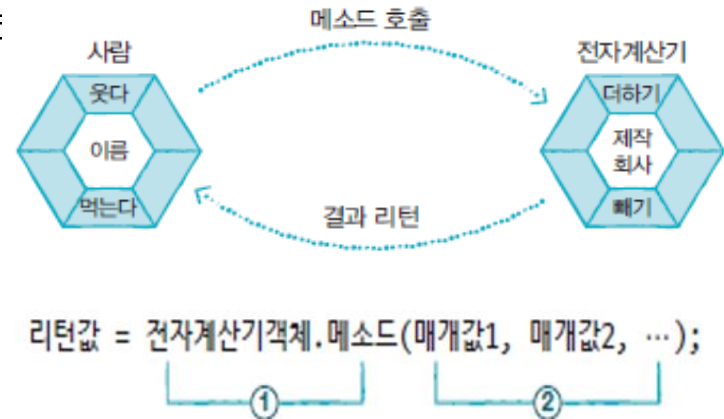 메소드 호출
사람
전자계산기
웃다
이름
먹는다
더하기
제작
회사
빼기
결과 리턴
리턴값 = 전자계산기객체.메소드(매개값1, 매개값2, …);
① ②